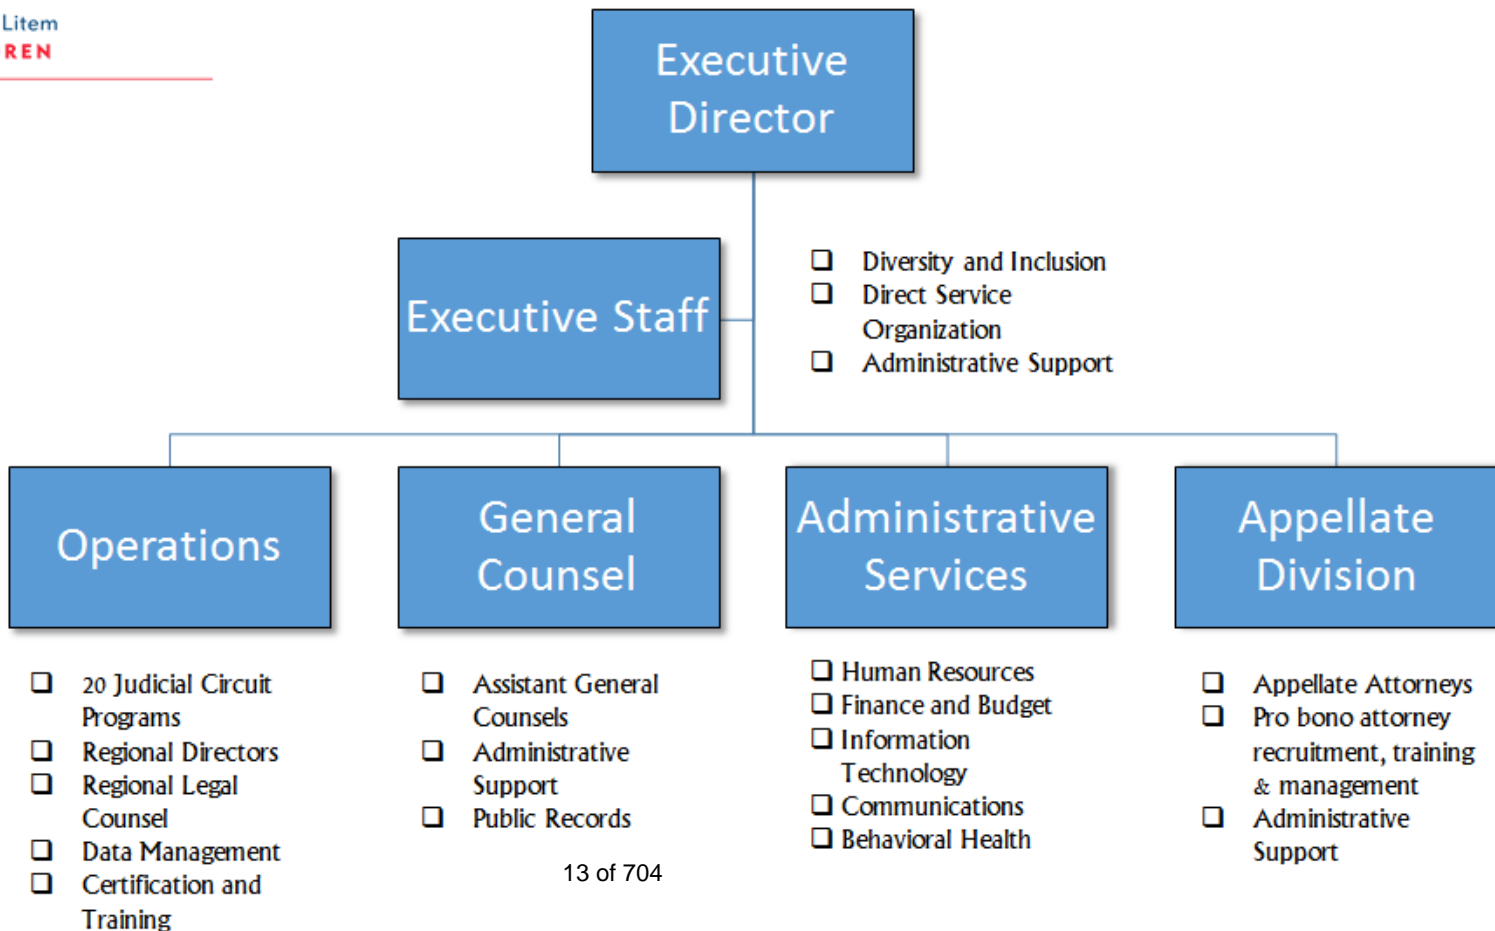 Litem
REN
Executive
Director
Executive Staff
❑ Diversity and Inclusion
❑ Direct Service
Organization
❑ Administrative Support
Operations
General
Counsel
Administrative
Services
Appellate
Division
❑ 20 Judicial Circuit
Programs
❑ Regional Directors
❑ Regional Legal
Counsel
❑ Data Management
❑ Certification and
Training
❑ Assistant General
Counsels
❑ Administrative
Support
❑ Public Records
❑ Human Resources
❑ Finance and Budget
❑ Information
Technology
❑ Communications
❑ Behavioral Health
❑ Appellate Attorneys
❑ Pro bono attorney
recruitment, training
& management
❑ Administrative
Support
13 of 704